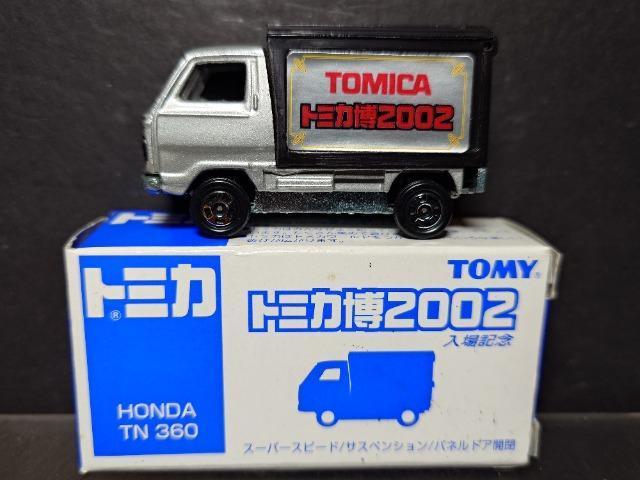 TOMICA
トミカ博2002
トミカ®
TOMY®
トミカ博2002
入場記念
HONDA
TN 360
スーパースピード/サスペンション/パネルドア開閉